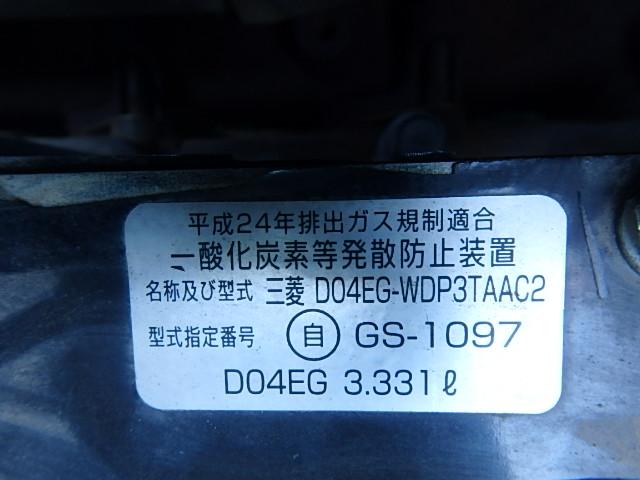 平成24年排出ガス規制適合
一酸化炭素等発散防止装置
名称及び型式 三菱 D04EG-WDP3TAAC2
型式指定番号 自 GS-1097
D04EG 3.331ℓ